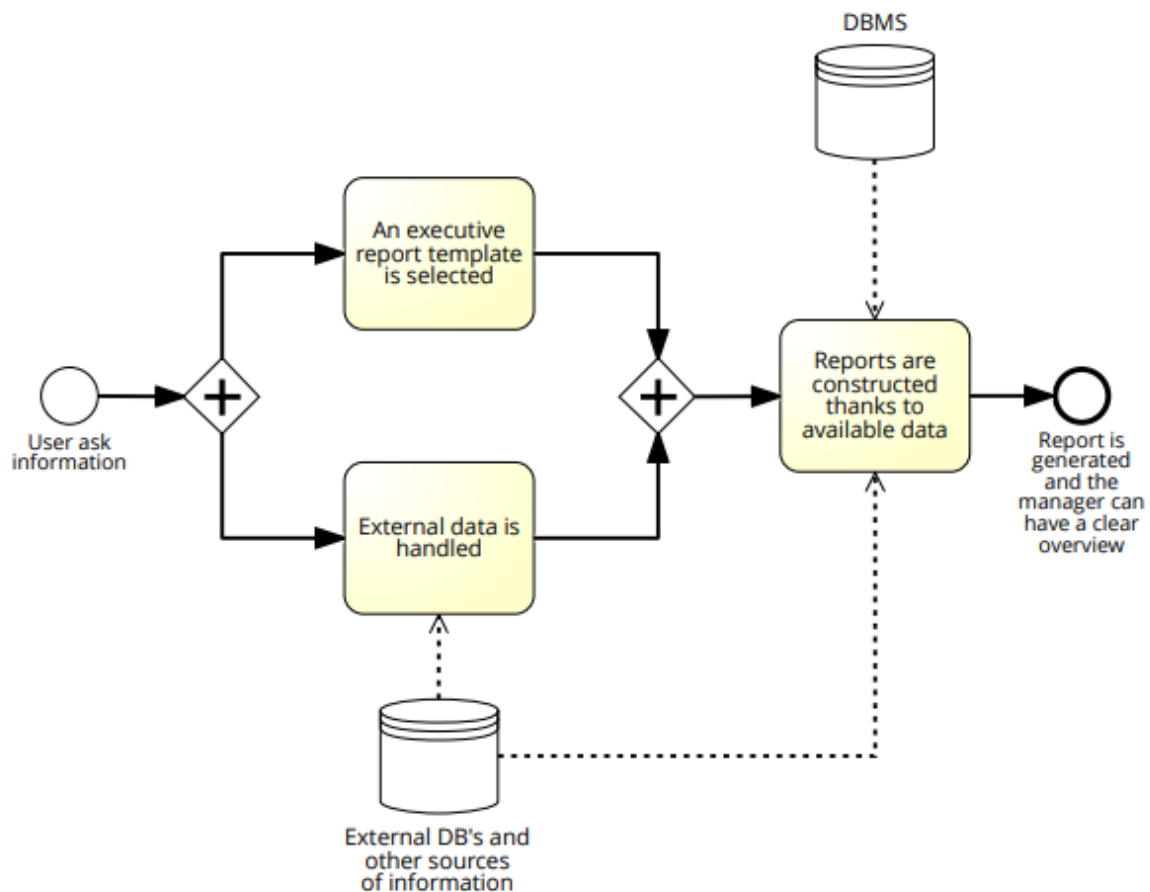 DBMS
An executive
report template
is selected
User ask
information
External data is
handled
External DB's and
other sources
of information
Reports are
constructed
thanks to
available data
Report is
generated
and the
manager can
have a clear
overview